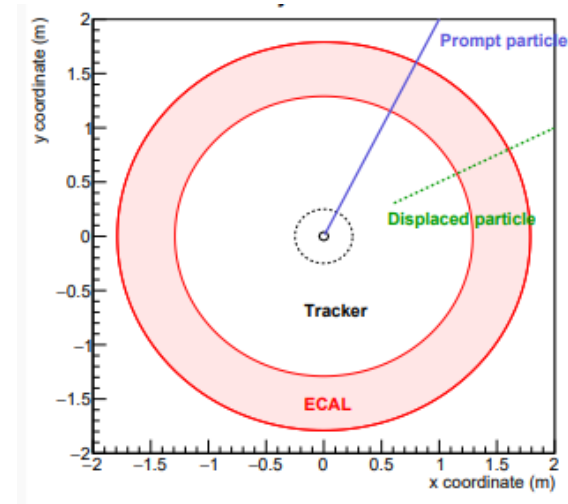 y coordinate (m)
2
1.5
1
0.5
0
−0.5
−1
−1.5
−2
Prompt particle
Displaced particle
Tracker
ECAL
−2 −1.5 −1 −0.5 0 0.5 1 1.5 2
x coordinate (m)